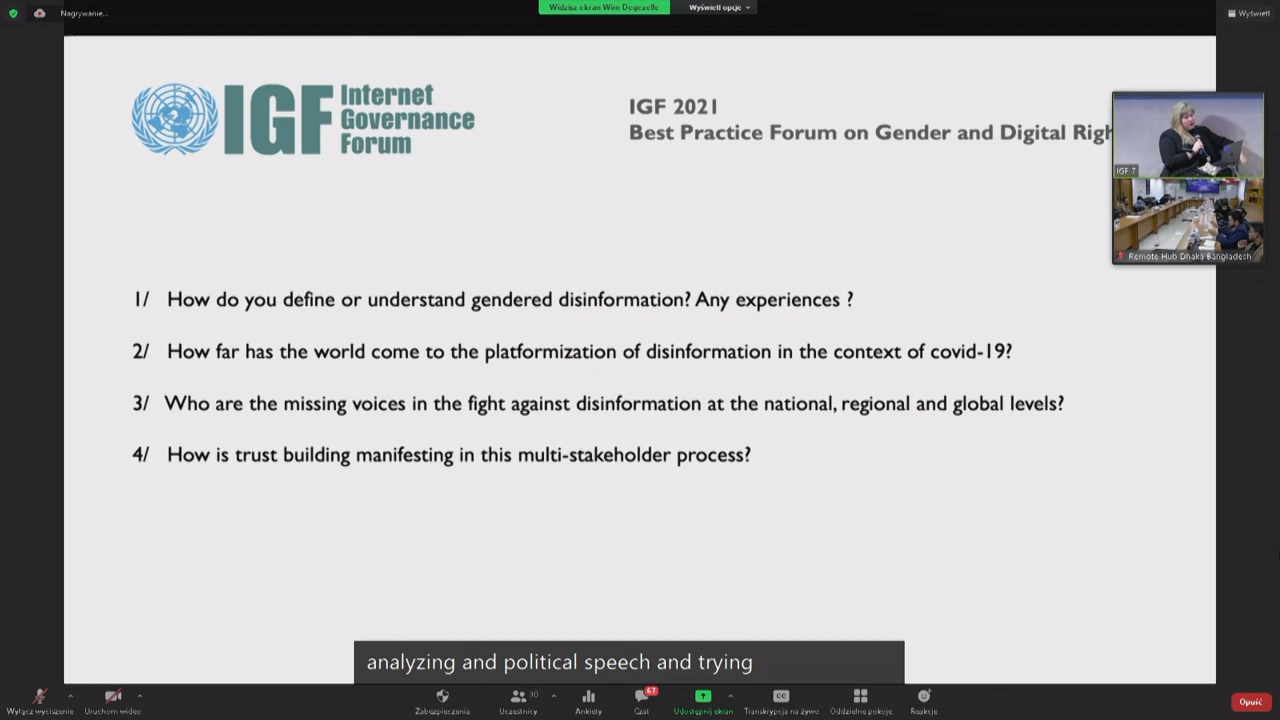 Nagrywanie...
Widzisz ekran Wim Degezelle
Wyświetl opcje
Wyświetl
IGF
Internet
Governance
Forum
IGF 2021
Best Practice Forum on Gender and Digital Righ
IGF 7
Remote Hub Dhaka Bangladesh
1/ How do you define or understand gendered disinformation? Any experiences ?
2/ How far has the world come to the platformization of disinformation in the context of covid-19?
3/ Who are the missing voices in the fight against disinformation at the national, regional and global levels?
4/ How is trust building manifesting in this multi-stakeholder process?
analyzing and political speech and trying
Wyłącz wyciszenie
Uruchom wideo
Zabezpieczenia
Uczestnicy
30
Ankiety
Czat
67
Udostępnij ekran
CC
Transkrypcja na żywo
Oddzielne pokoje
Reakcje
Opuść